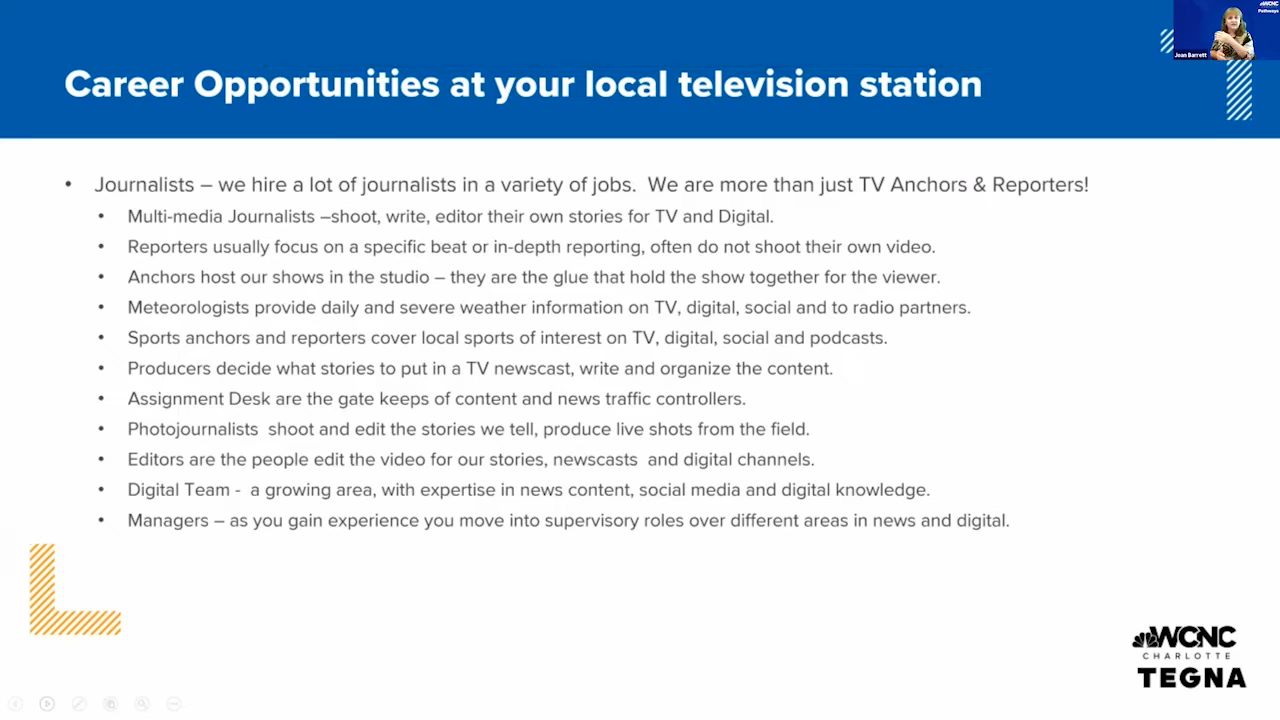 WCNC
Pathways
Joan Barrett
Career Opportunities at your local television station
• Journalists – we hire a lot of journalists in a variety of jobs.  We are more than just TV Anchors & Reporters!
• Multi-media Journalists –shoot, write, editor their own stories for TV and Digital.
• Reporters usually focus on a specific beat or in-depth reporting, often do not shoot their own video.
• Anchors host our shows in the studio – they are the glue that hold the show together for the viewer.
• Meteorologists provide daily and severe weather information on TV, digital, social and to radio partners.
• Sports anchors and reporters cover local sports of interest on TV, digital, social and podcasts.
• Producers decide what stories to put in a TV newscast, write and organize the content.
• Assignment Desk are the gate keeps of content and news traffic controllers.
• Photojournalists  shoot and edit the stories we tell, produce live shots from the field.
• Editors are the people edit the video for our stories, newscasts  and digital channels.
• Digital Team -  a growing area, with expertise in news content, social media and digital knowledge.
• Managers – as you gain experience you move into supervisory roles over different areas in news and digital.
WCNC
CHARLOTTE
TEGNA